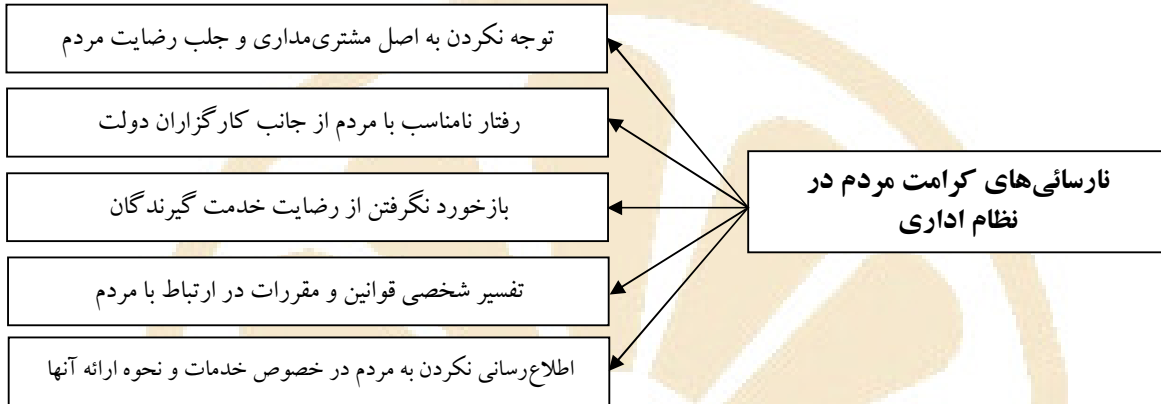 نارسائی‌های کرامت مردم در
نظام اداری
توجه نکردن به اصل مشتری‌مداری و جلب رضایت مردم
رفتار نامناسب با مردم از جانب کارگزاران دولت
بازخورد نگرفتن از رضایت خدمت گیرندگان
تفسیر شخصی قوانین و مقررات در ارتباط با مردم
اطلاع‌رسانی نکردن به مردم در خصوص خدمات و نحوه ارائه آنها